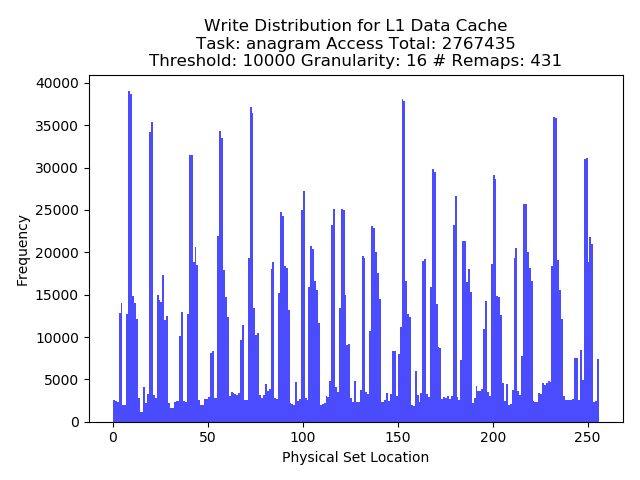 Write Distribution for L1 Data Cache
Task: anagram Access Total: 2767435
Threshold: 10000 Granularity: 16 # Remaps: 431
40000
35000
30000
25000
20000
15000
10000
5000
0
Frequency
0 50 100 150 200 250
Physical Set Location